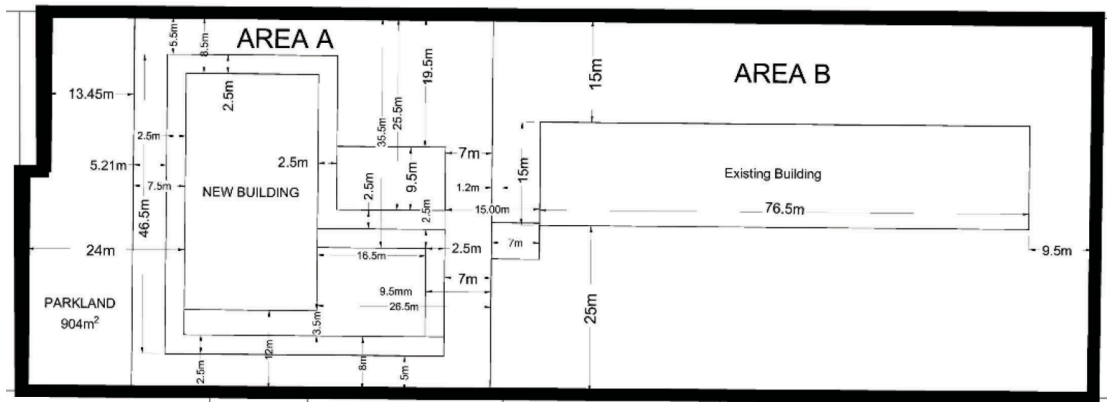 AREA A
AREA B
5.5m
8.5m
2.5m
13.45m
2.5m
5.21m
7.5m
46.5m
24m
PARKLAND
904m²
NEW BUILDING
2.5m
35.5m
25.5m
19.5m
9.5m
2.5m
2.5m
7m
1.2m
15.00m
15m
15m
Existing Building
76.5m
7m
2.5m
16.5m
7m
9.5mm
26.5m
3.5m
12m
2.5m
8m
5m
25m
9.5m